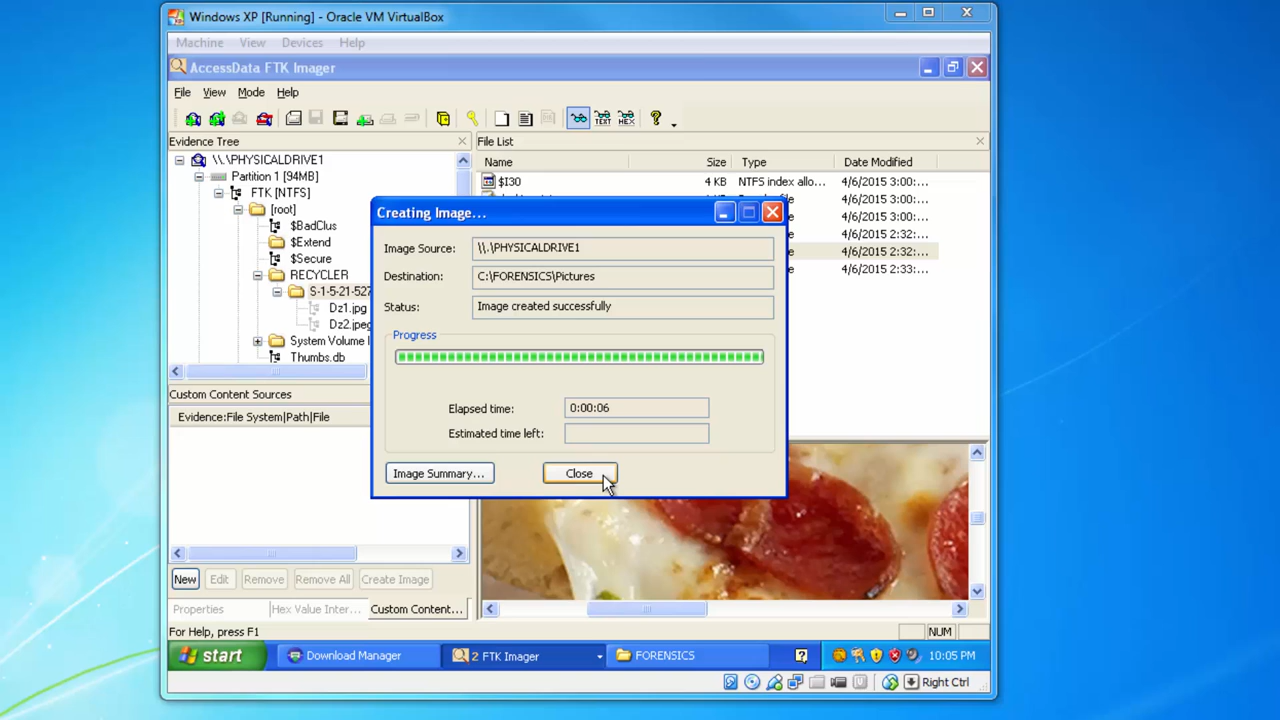 Windows XP [Running] - Oracle VM VirtualBox
Machine View Devices Help
AccessData FTK Imager
File View Mode Help
TEXT HEX ?
Evidence Tree
File List
\\.\PHYSICALDRIVE1
Partition 1 [94MB]
FTK [NTFS]
[root]
$BadClus
$Extend
$Secure
RECYCLER
S-1-5-21-527
Dz1.jpg
Dz2.jpeg
System Volume I
Thumbs.db
Name Size Type Date Modified
$I30 4 KB NTFS index allo... 4/6/2015 3:00:...
4/6/2015 3:00:...
4/6/2015 3:00:...
4/6/2015 2:32:...
4/6/2015 2:32:...
4/6/2015 2:33:...
Creating Image...
Image Source: \\.\PHYSICALDRIVE1
Destination: C:\FORENSICS\Pictures
Status: Image created successfully
Progress
Elapsed time: 0:00:06
Estimated time left:
Image Summary... Close
Custom Content Sources
Evidence:File System|Path|File
New Edit Remove Remove All Create Image
Properties Hex Value Inter... Custom Content...
For Help, press F1
NUM
start Download Manager 2 FTK Imager FORENSICS ? 10:05 PM
Right Ctrl